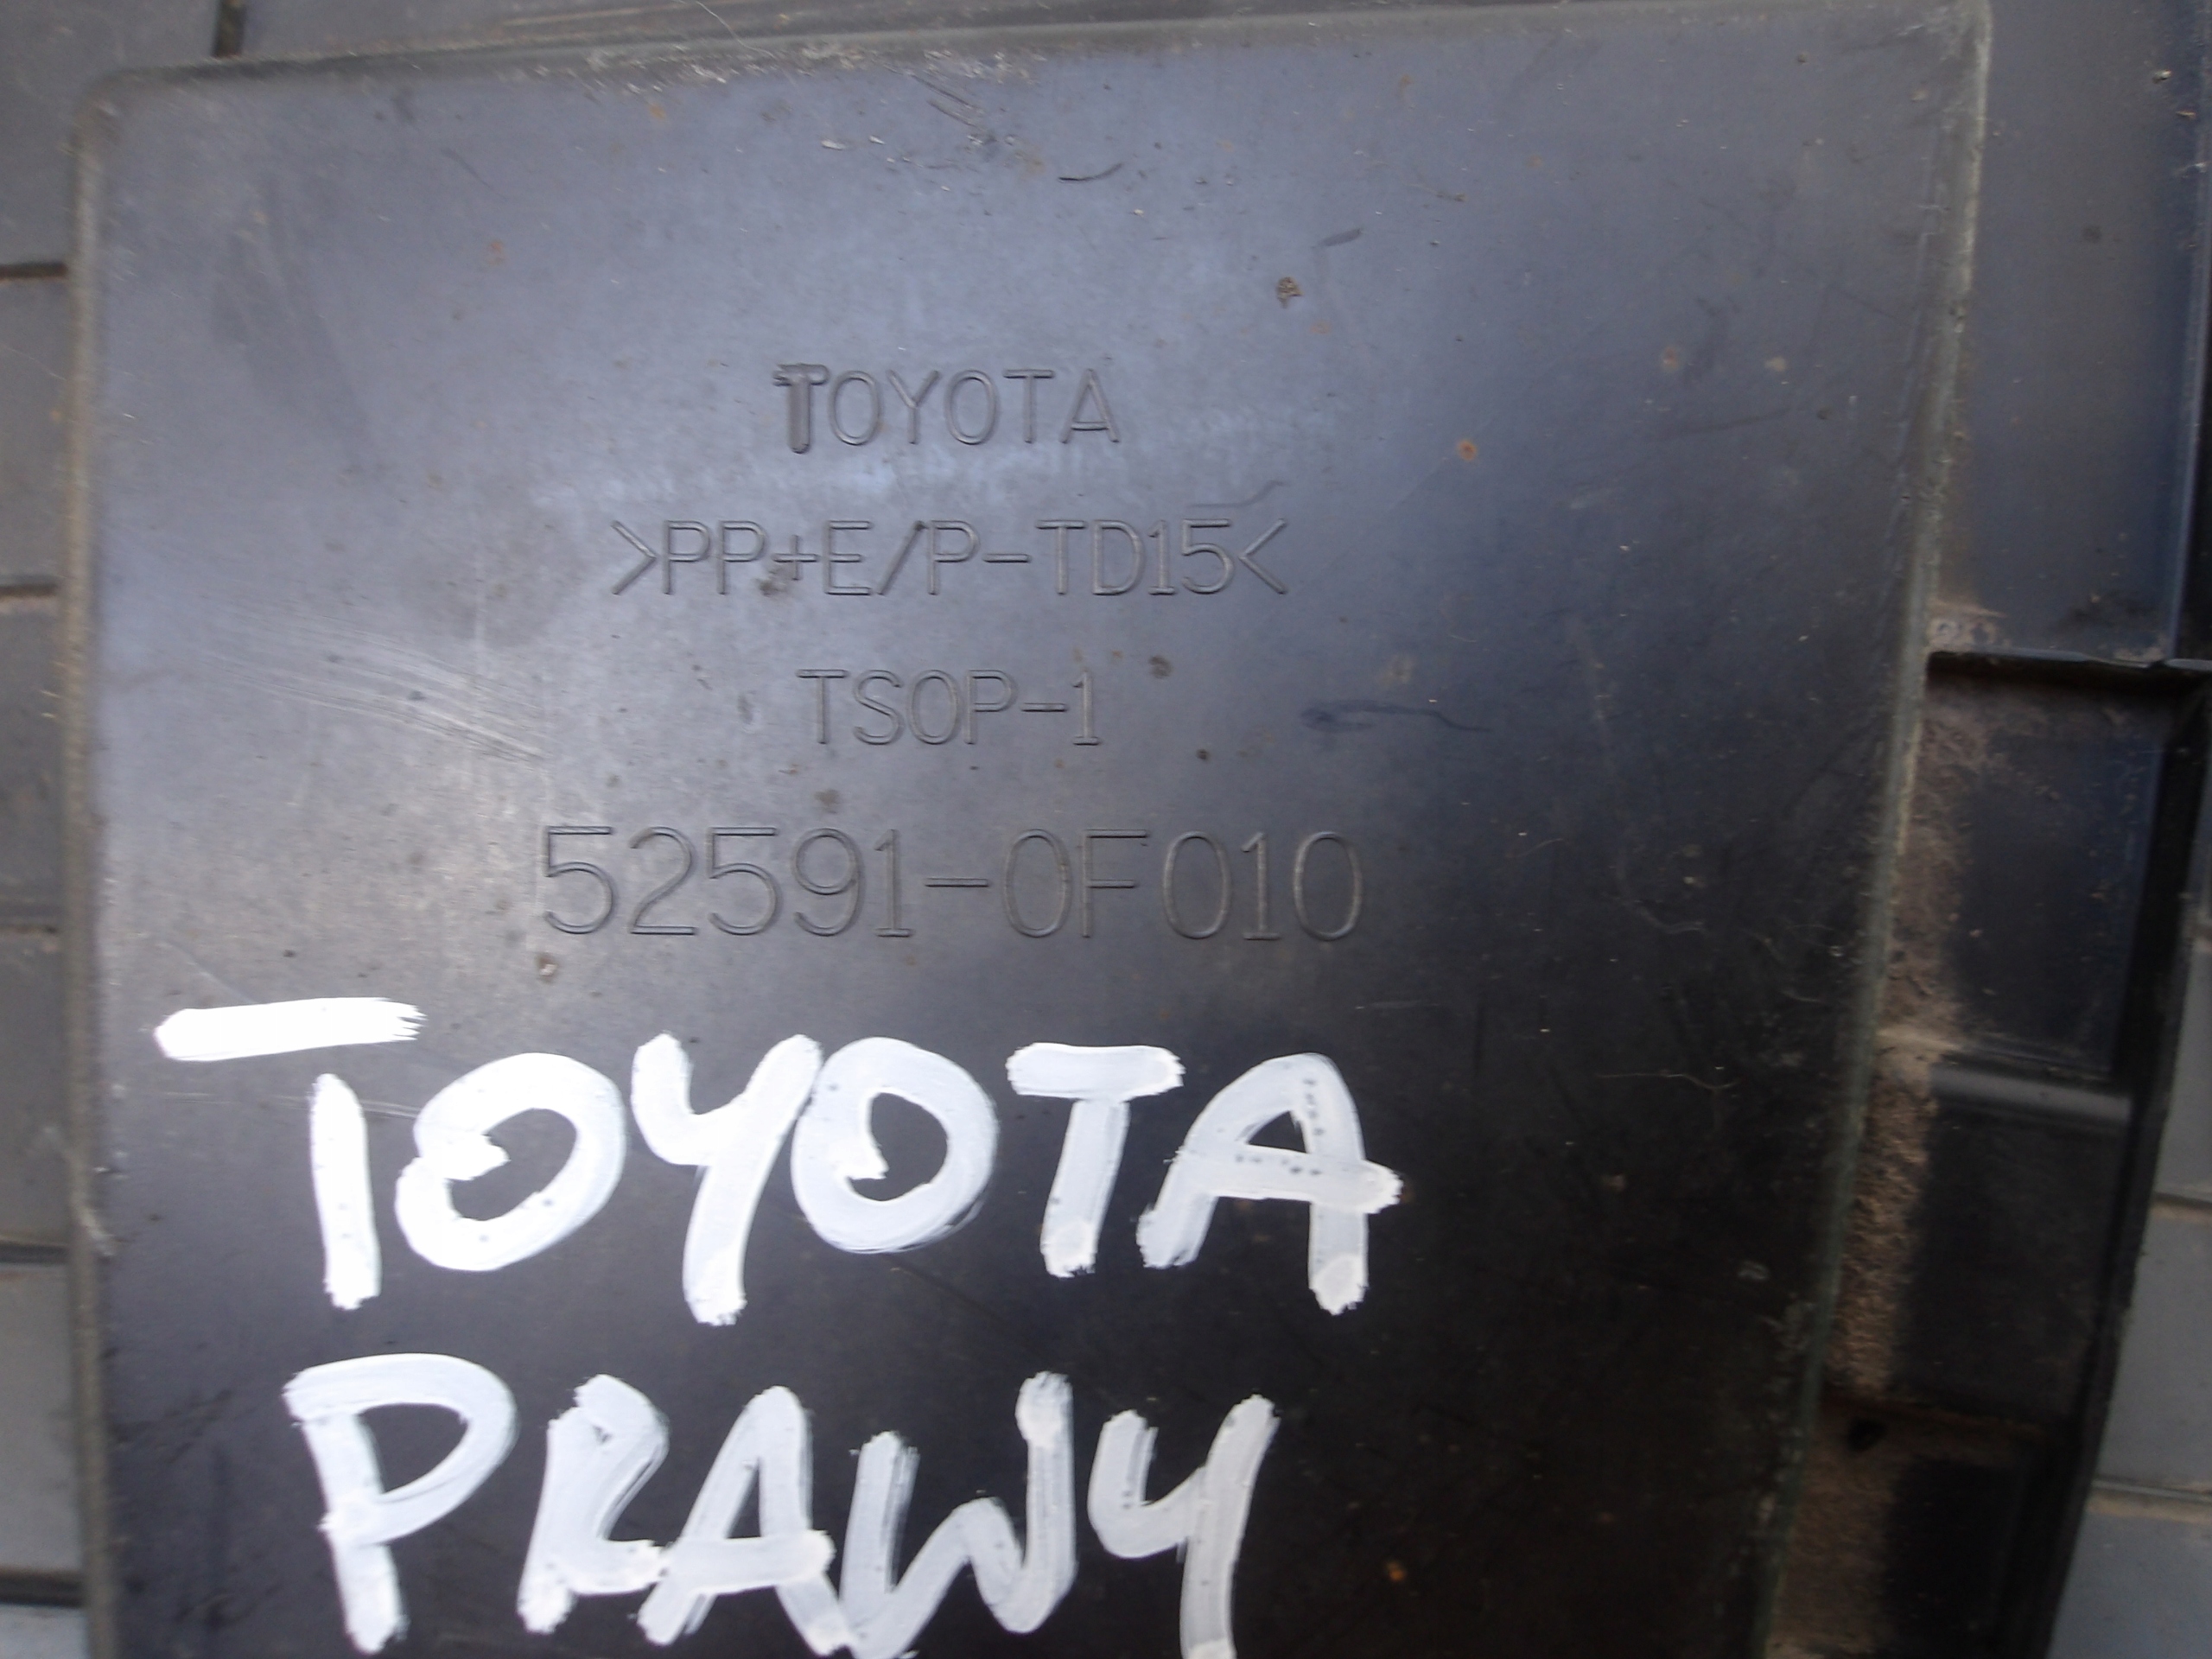 TOYOTA
>PP+E/P-TD15<
TSOP-1
52591-0F010
TOYOTA
PRAWY